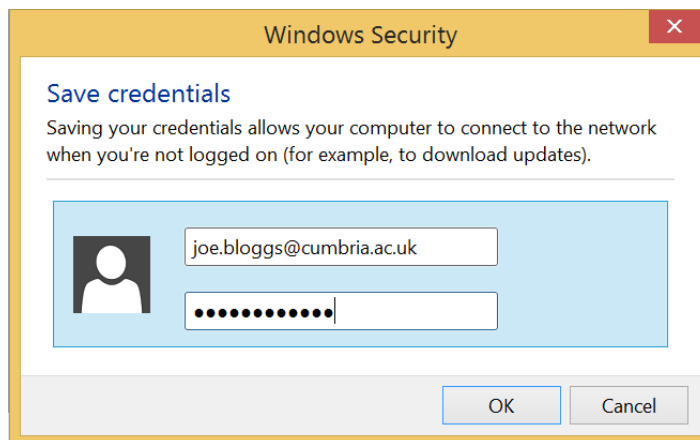 Windows Security
Save credentials
Saving your credentials allows your computer to connect to the network
when you're not logged on (for example, to download updates).
joe.bloggs@cumbria.ac.uk
●●●●●●●●●●●●
OK
Cancel